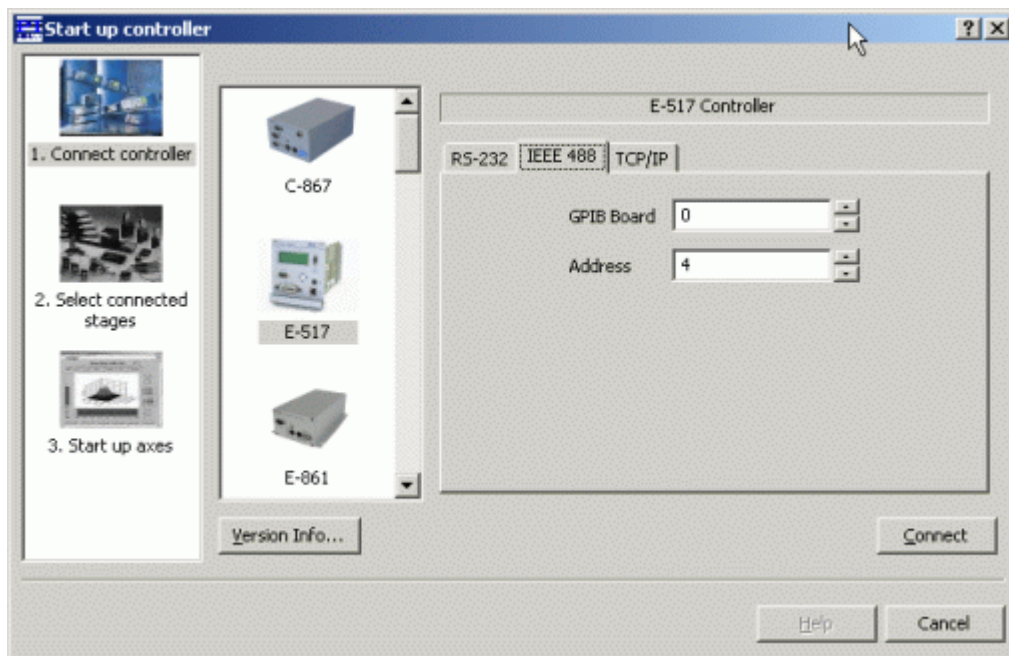 Start up controller
1. Connect controller
2. Select connected
stages
3. Start up axes
C-867
E-517
E-861
Version Info...
E-517 Controller
RS-232 IEEE 488 TCP/IP
GPIB Board 0
Address 4
Connect
Help Cancel